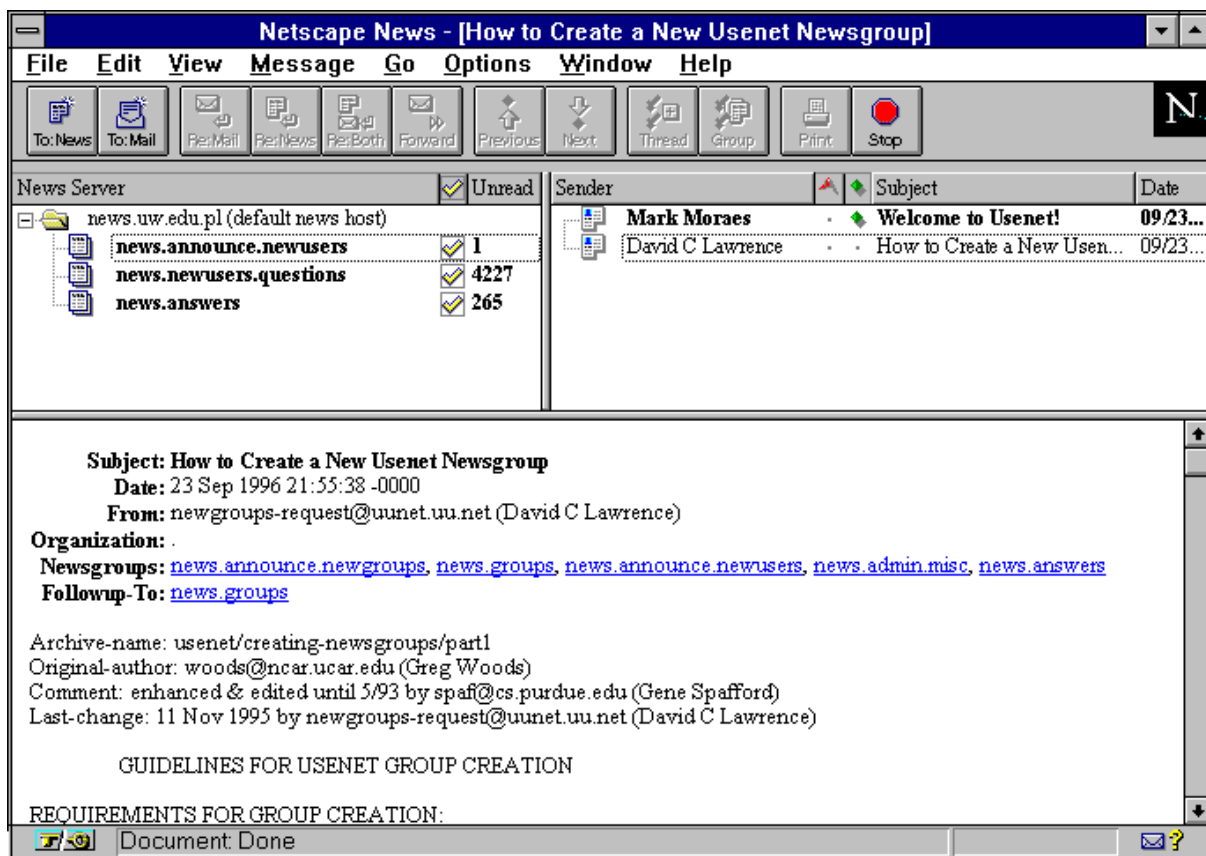 Netscape News - [How to Create a New Usenet Newsgroup]
File Edit View Message Go Options Window Help
To:News To:Mail Re:Mail Re:News Re:Both Forward Previous Next Thread Group Print Stop
N
News Server Unread Sender Subject Date
news.uw.edu.pl (default news host)
Mark Moraes Welcome to Usenet! 09/23...
news.announce.newusers 1
David C Lawrence How to Create a New Usen... 09/23...
news.newusers.questions 4227
news.answers 265
Subject: How to Create a New Usenet Newsgroup
Date: 23 Sep 1996 21:55:38 -0000
From: newgroups-request@uunet.uu.net (David C Lawrence)
Organization: .
Newsgroups: news.announce.newgroups, news.groups, news.announce.newusers, news.admin.misc, news.answers
Followup-To: news.groups
Archive-name: usenet/creating-newsgroups/part1
Original-author: woods@ncar.ucar.edu (Greg Woods)
Comment: enhanced & edited until 5/93 by spaf@cs.purdue.edu (Gene Spafford)
Last-change: 11 Nov 1995 by newgroups-request@uunet.uu.net (David C Lawrence)
GUIDELINES FOR USENET GROUP CREATION
REQUIREMENTS FOR GROUP CREATION:
Document: Done